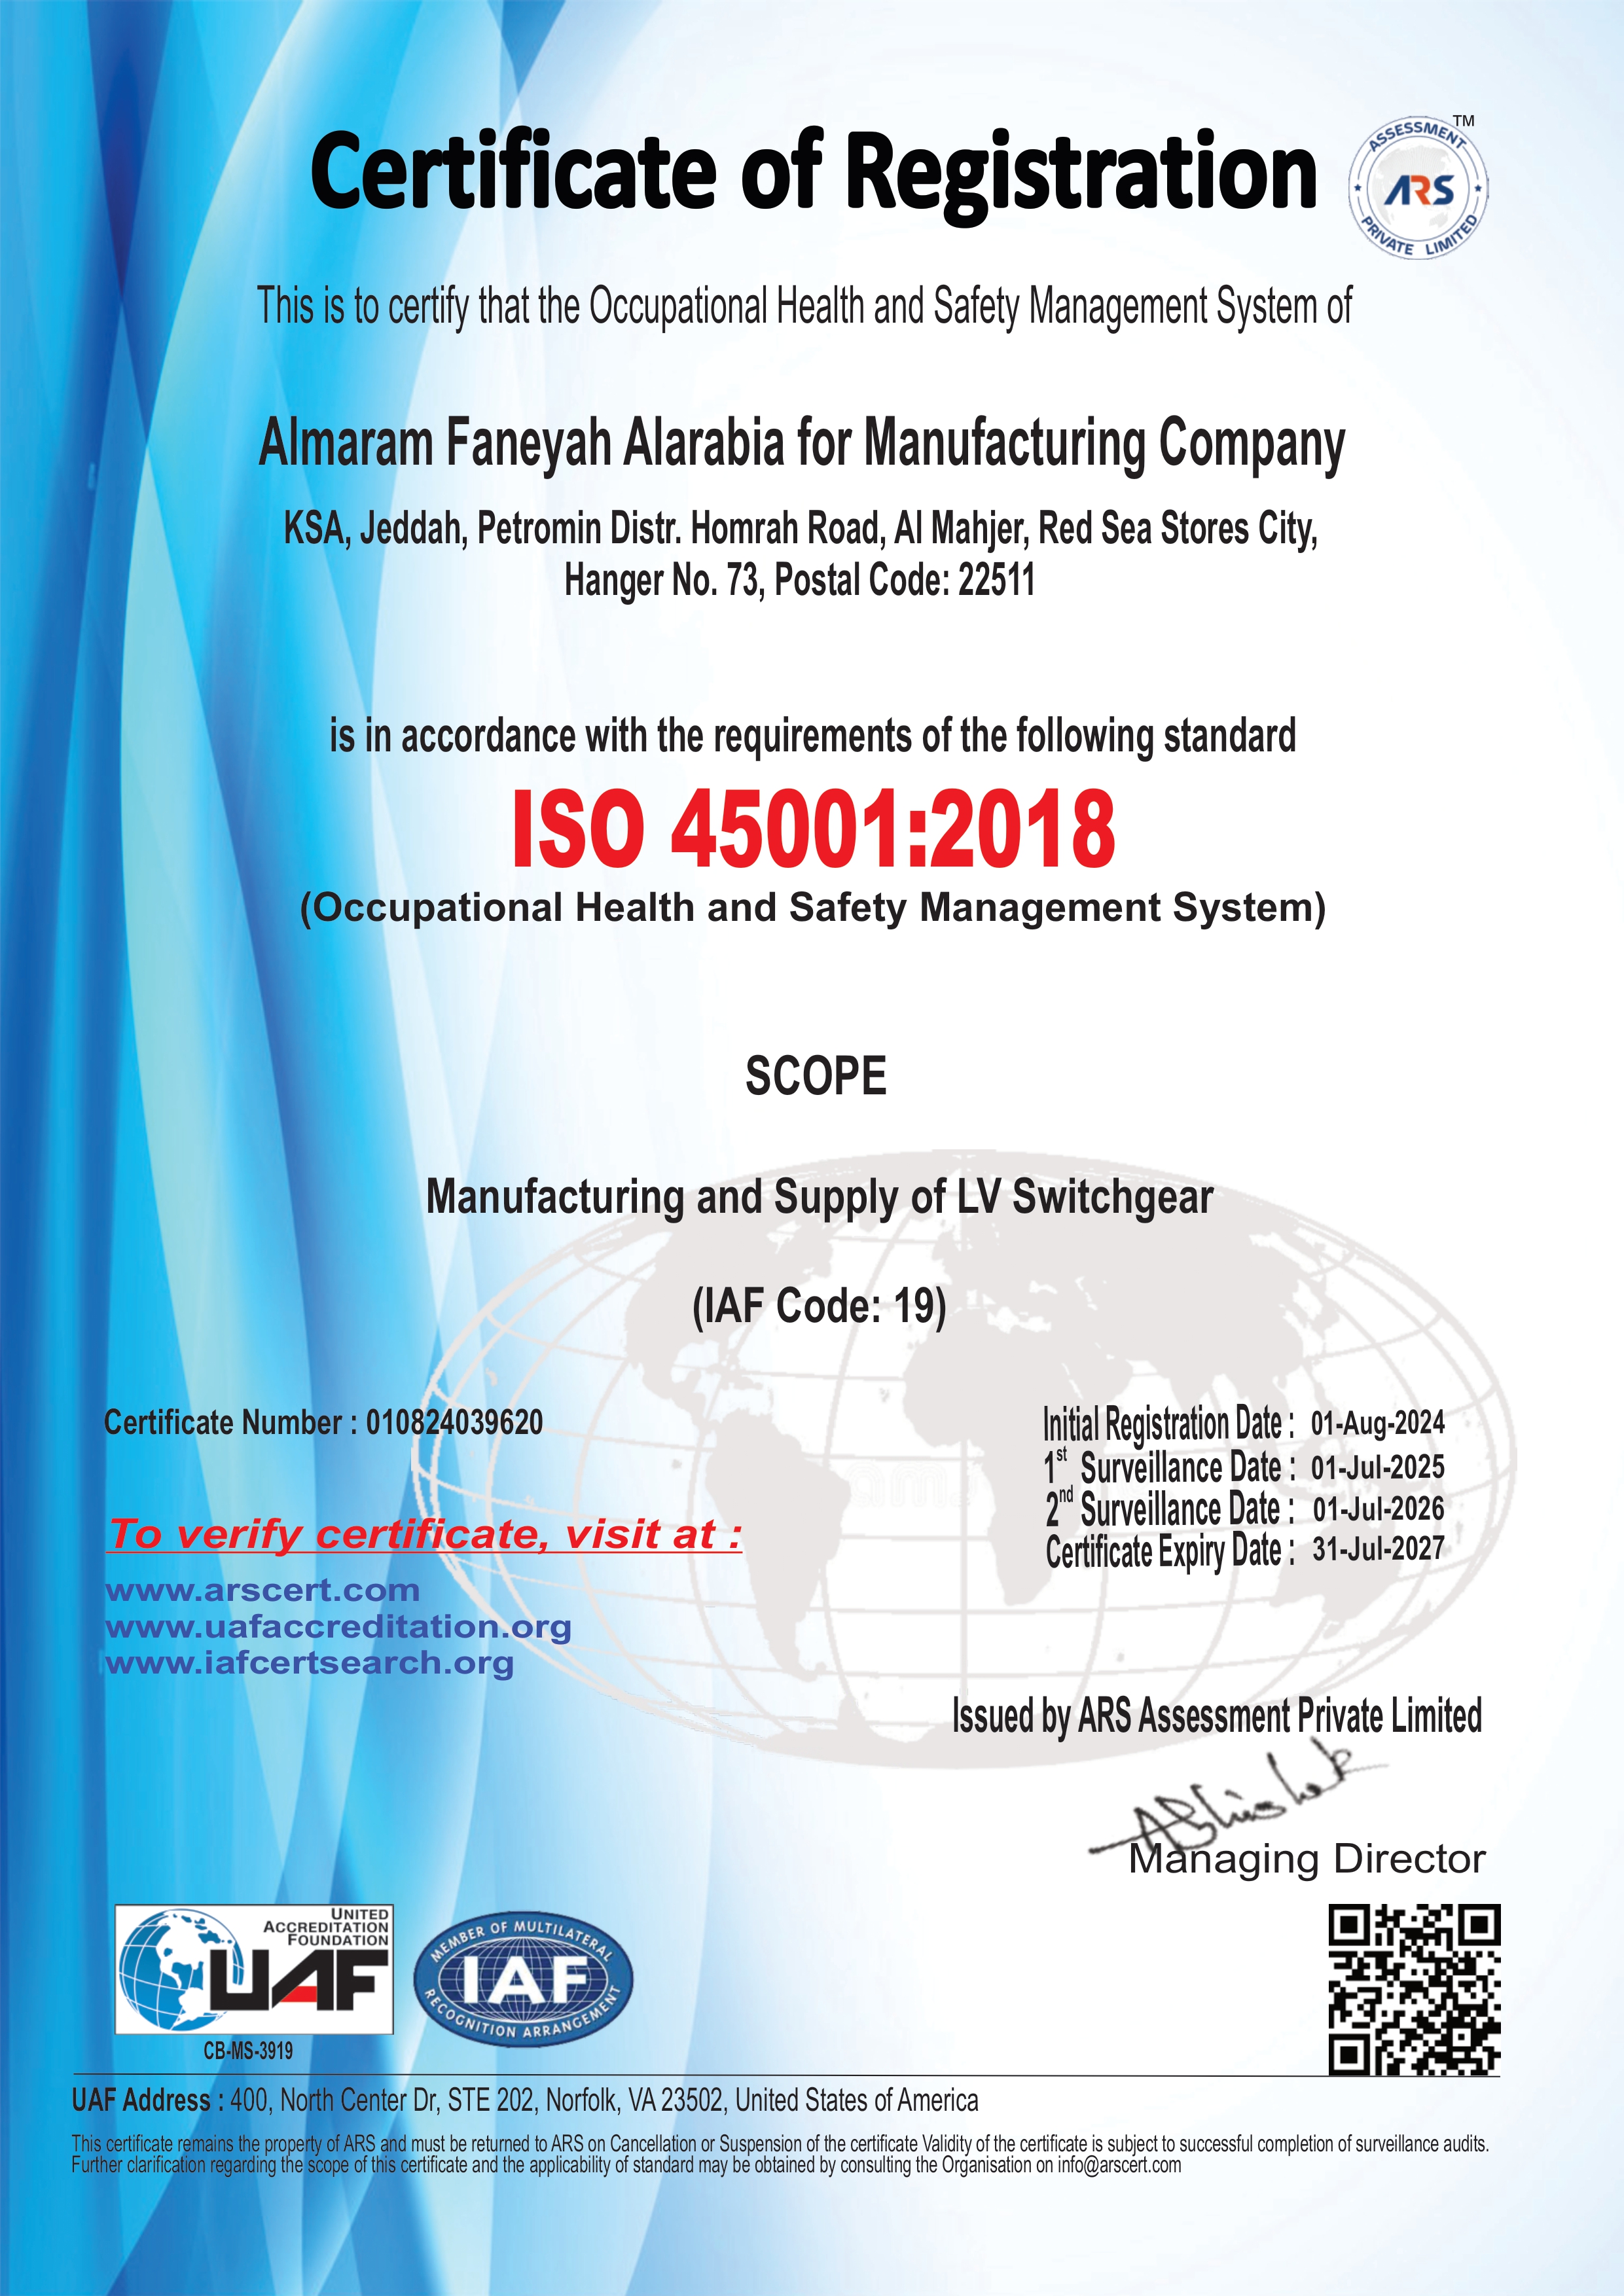 Certificate of Registration
TM
ASSESSMENT
ARS
PRIVATE LIMITED
This is to certify that the Occupational Health and Safety Management System of
Almaram Faneyah Alarabia for Manufacturing Company
KSA, Jeddah, Petromin Distr. Homrah Road, Al Mahjer, Red Sea Stores City,
Hanger No. 73, Postal Code: 22511
is in accordance with the requirements of the following standard
ISO 45001:2018
(Occupational Health and Safety Management System)
SCOPE
Manufacturing and Supply of LV Switchgear
(IAF Code: 19)
Certificate Number : 010824039620
Initial Registration Date : 01-Aug-2024
1st Surveillance Date : 01-Jul-2025
2nd Surveillance Date : 01-Jul-2026
Certificate Expiry Date : 31-Jul-2027
To verify certificate, visit at :
www.arscert.com
www.uafaccreditation.org
www.iafcertsearch.org
Issued by ARS Assessment Private Limited
Abhishek
Managing Director
UNITED
ACCREDITATION
FOUNDATION
UAF
CB-MS-3919
MEMBER OF MULTILATERAL
IAF
RECOGNITION ARRANGEMENT
UAF Address : 400, North Center Dr, STE 202, Norfolk, VA 23502, United States of America
This certificate remains the property of ARS and must be returned to ARS on Cancellation or Suspension of the certificate Validity of the certificate is subject to successful completion of surveillance audits.
Further clarification regarding the scope of this certificate and the applicability of standard may be obtained by consulting the Organisation on info@arscert.com